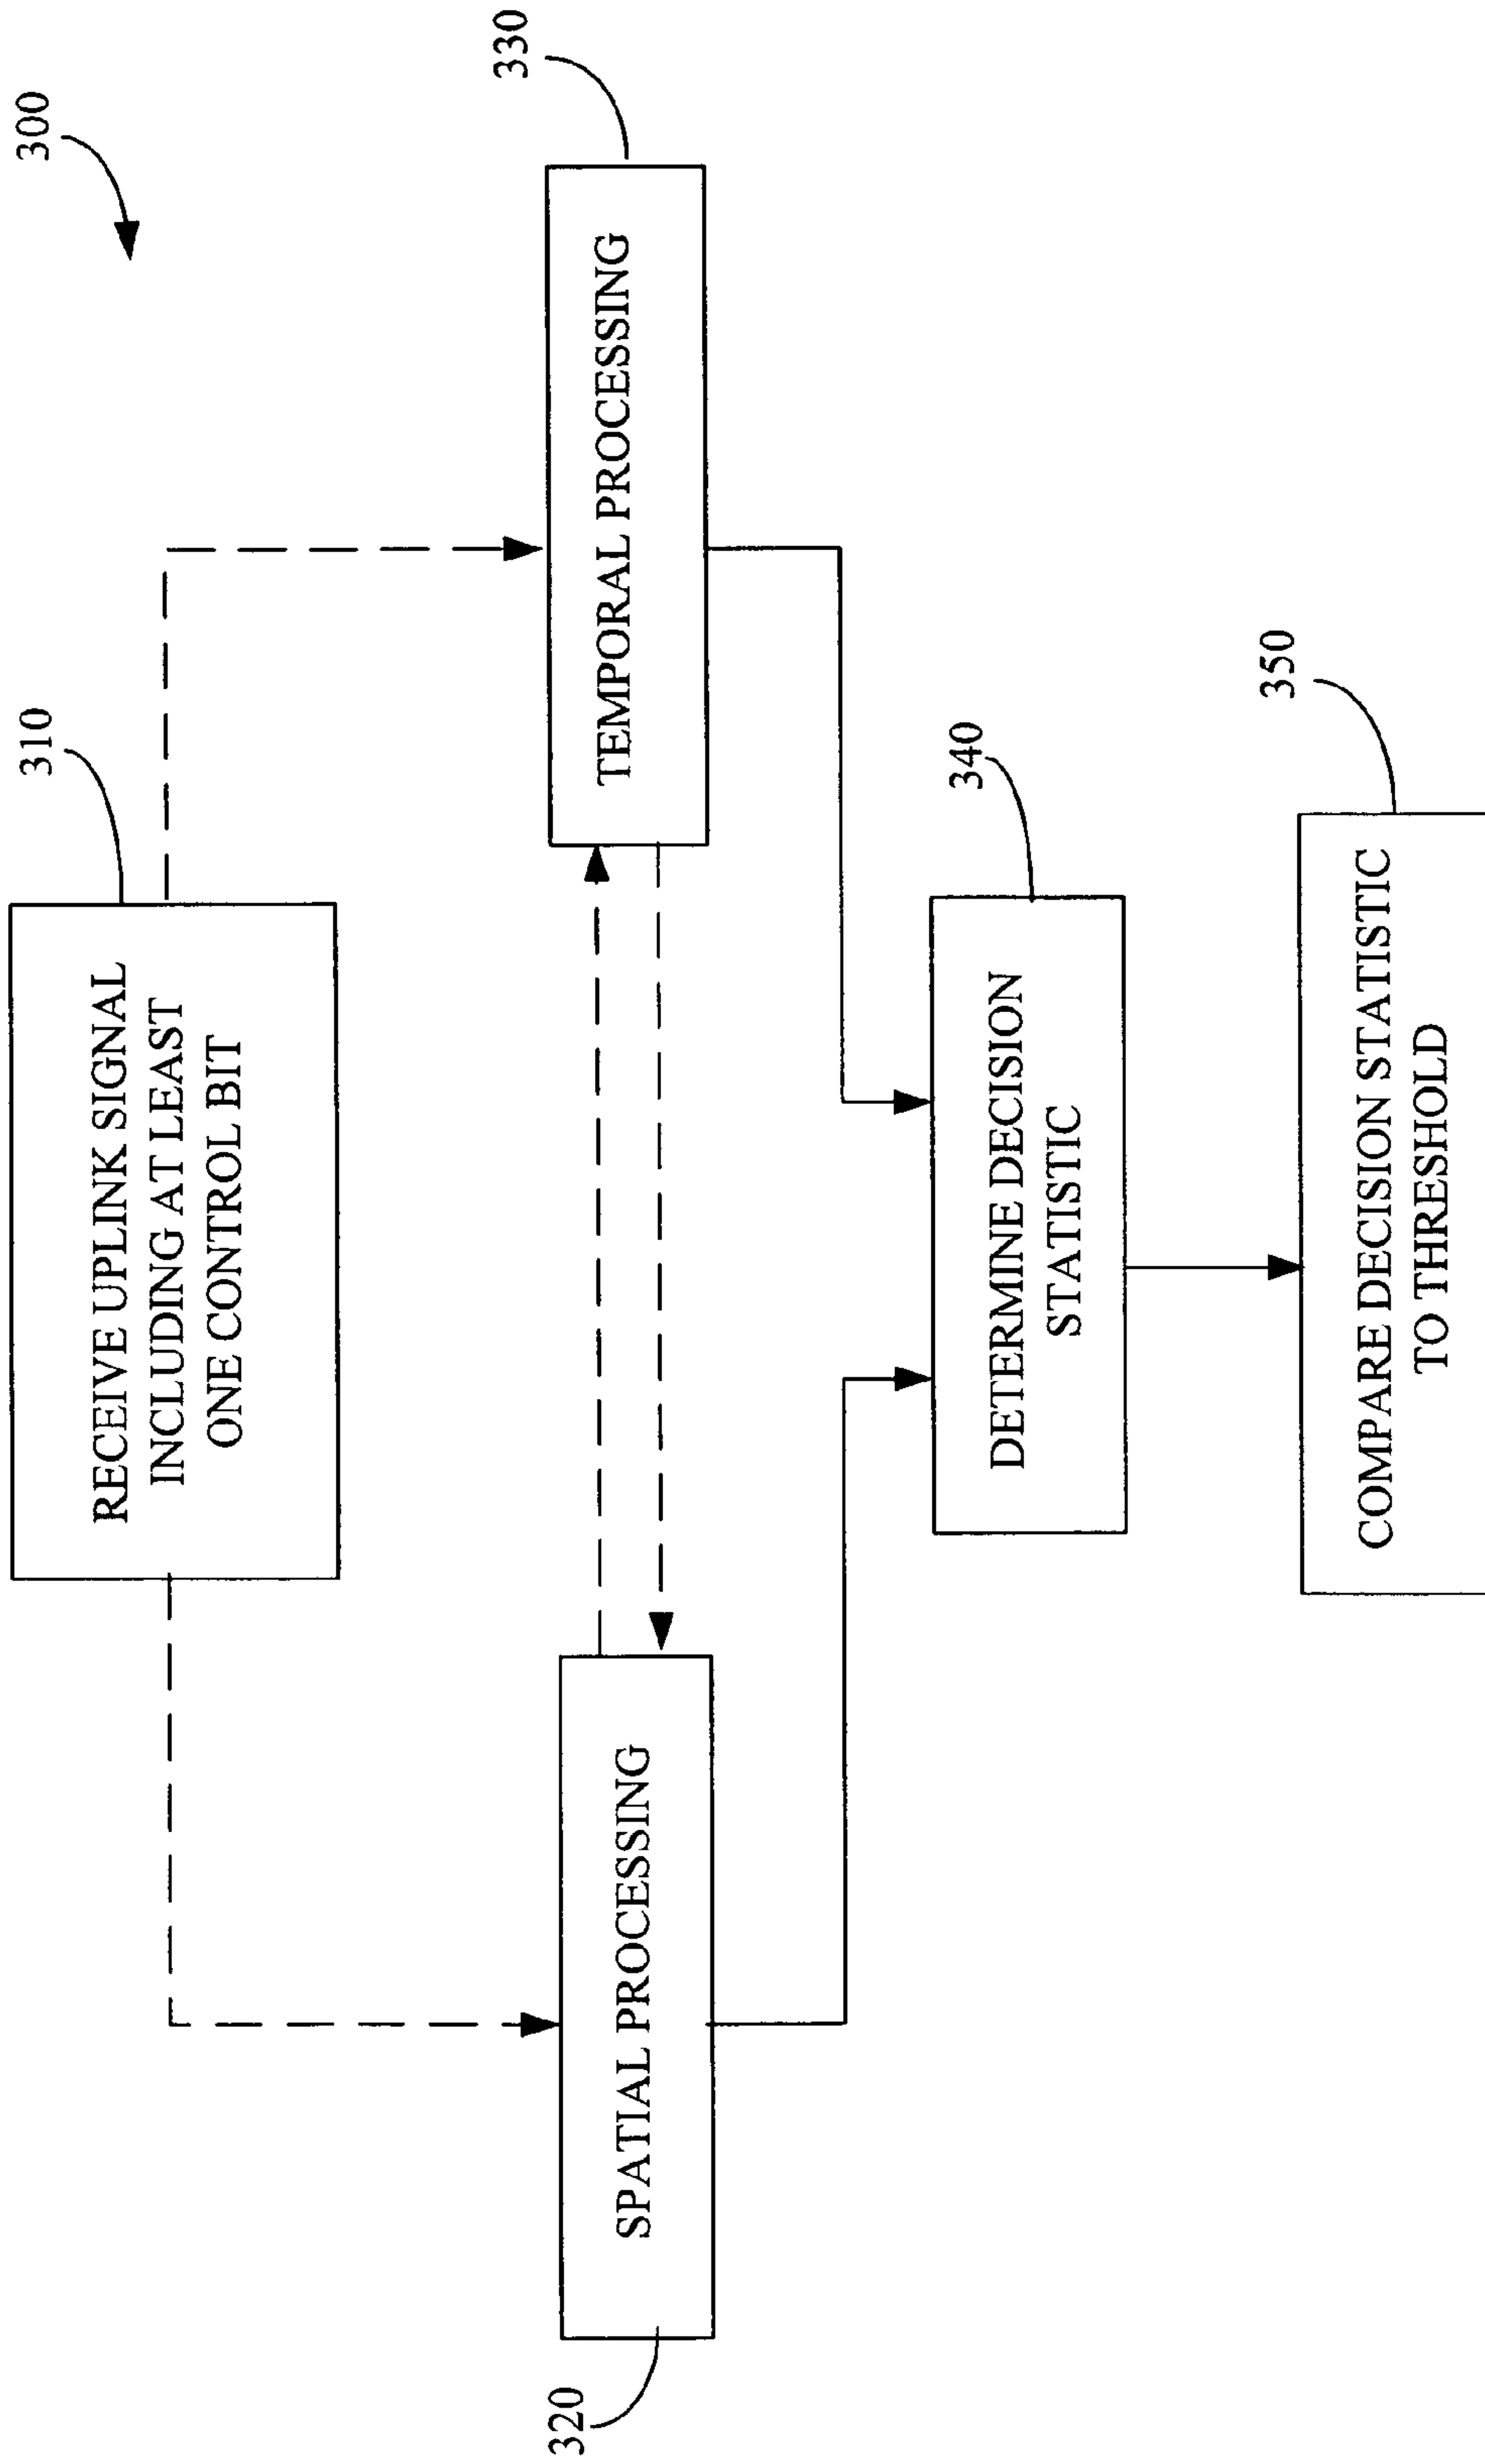 300
310
RECEIVE UPLINK SIGNAL
INCLUDING AT LEAST
ONE CONTROL BIT
320
SPATIAL PROCESSING
330
TEMPORAL PROCESSING
340
DETERMINE DECISION
STATISTIC
350
COMPARE DECISION STATISTIC
TO THRESHOLD